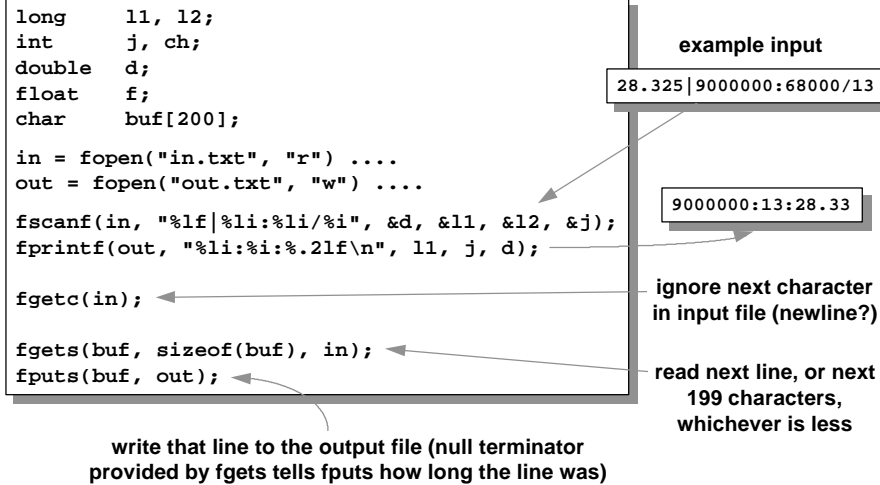 long l1, l2;
int j, ch;
double d;
float f;
char buf[200];
in = fopen("in.txt", "r") ....
out = fopen("out.txt", "w") ....
fscanf(in, "%lf|%li:%li/%i", &d, &l1, &l2, &j);
fprintf(out, "%li:%i:%.2lf\n", l1, j, d);
fgetc(in);
fgets(buf, sizeof(buf), in);
fputs(buf, out);
example input
28.325|9000000:68000/13
9000000:13:28.33
ignore next character
in input file (newline?)
read next line, or next
199 characters,
whichever is less
write that line to the output file (null terminator
provided by fgets tells fputs how long the line was)